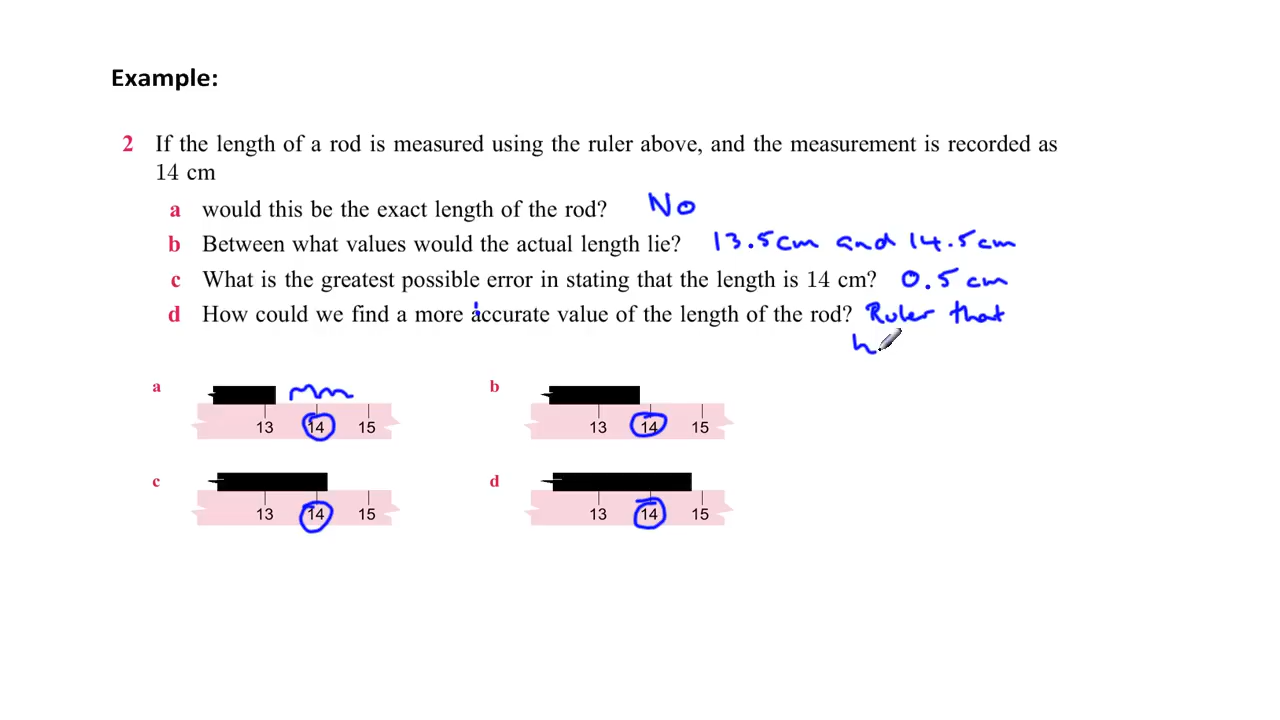 Example:
2 If the length of a rod is measured using the ruler above, and the measurement is recorded as
14 cm
a would this be the exact length of the rod? No
b Between what values would the actual length lie? 13.5cm and 14.5cm
c What is the greatest possible error in stating that the length is 14 cm? 0.5 cm
d How could we find a more accurate value of the length of the rod? Ruler that
a mm
13 14 15
b
13 14 15
c
13 14 15
d
13 14 15